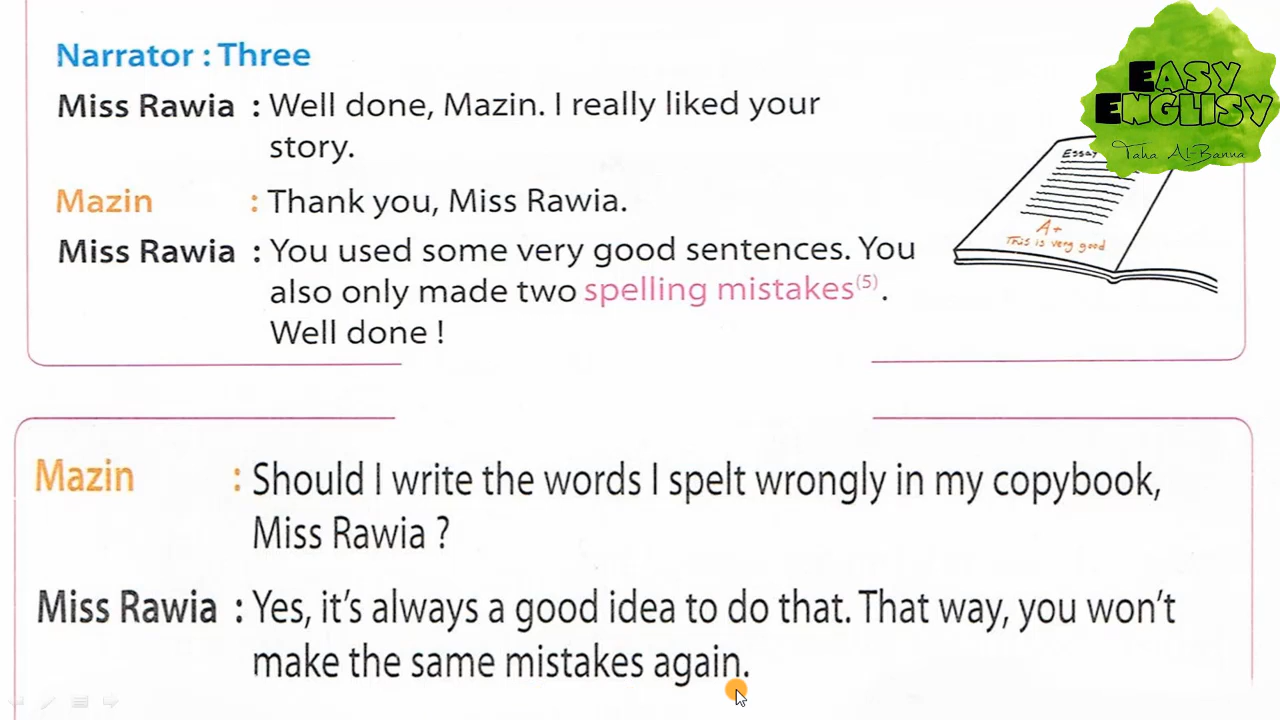 Narrator : Three
Miss Rawia : Well done, Mazin. I really liked your
story.
Mazin : Thank you, Miss Rawia.
Miss Rawia : You used some very good sentences. You
also only made two spelling mistakes(5).
Well done !
EASY
ENGLISY
Taha Al-Banna
Essay
A+
This is very good
Mazin : Should I write the words I spelt wrongly in my copybook,
Miss Rawia ?
Miss Rawia : Yes, it's always a good idea to do that. That way, you won't
make the same mistakes again.